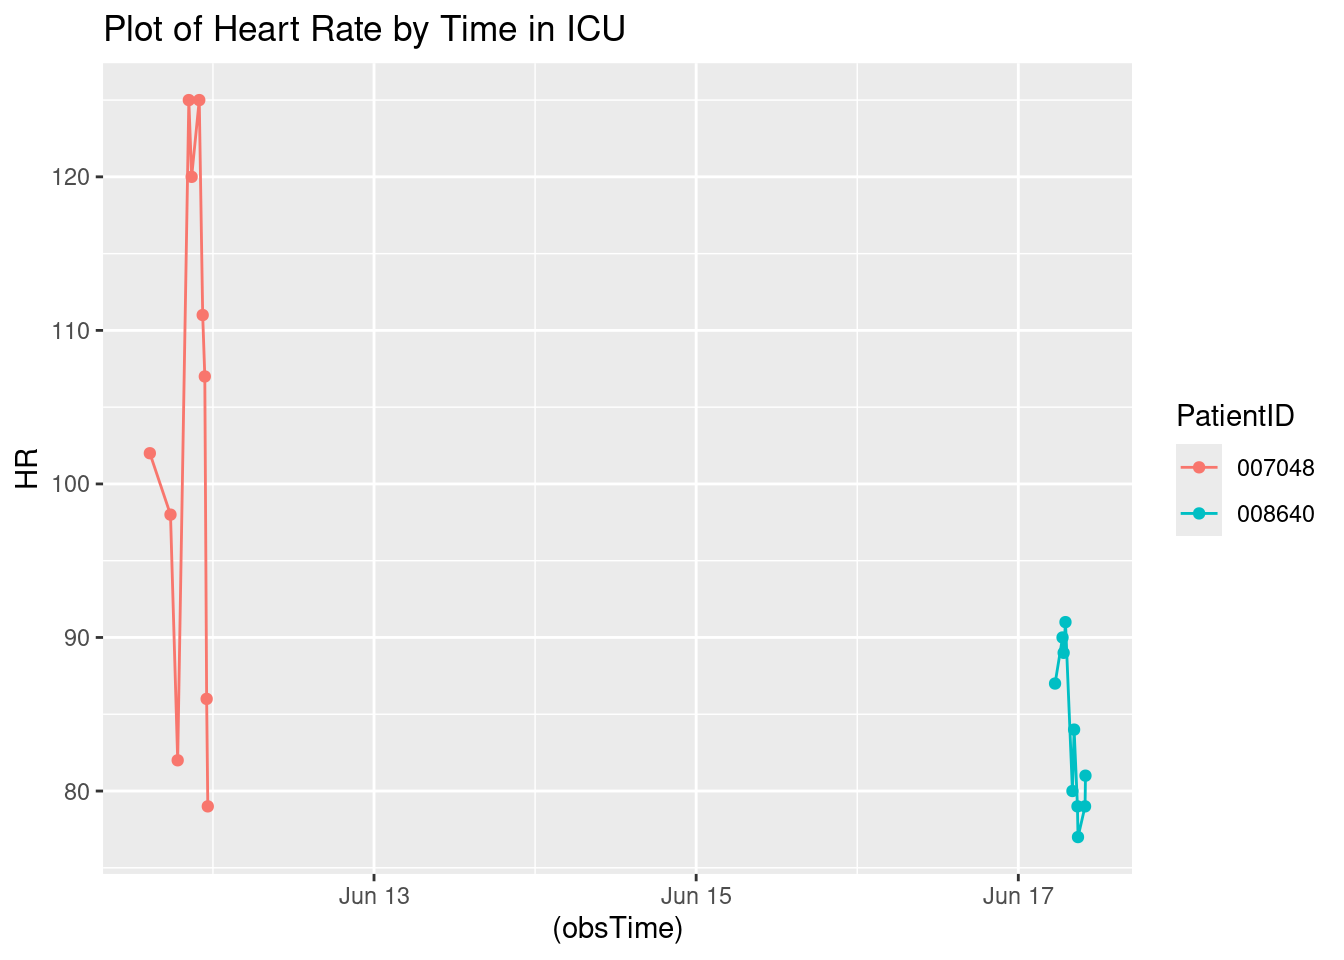 Plot of Heart Rate by Time in ICU
120
110
100
90
80
HR
Jun 13
Jun 15
Jun 17
(obsTime)
PatientID
007048
008640